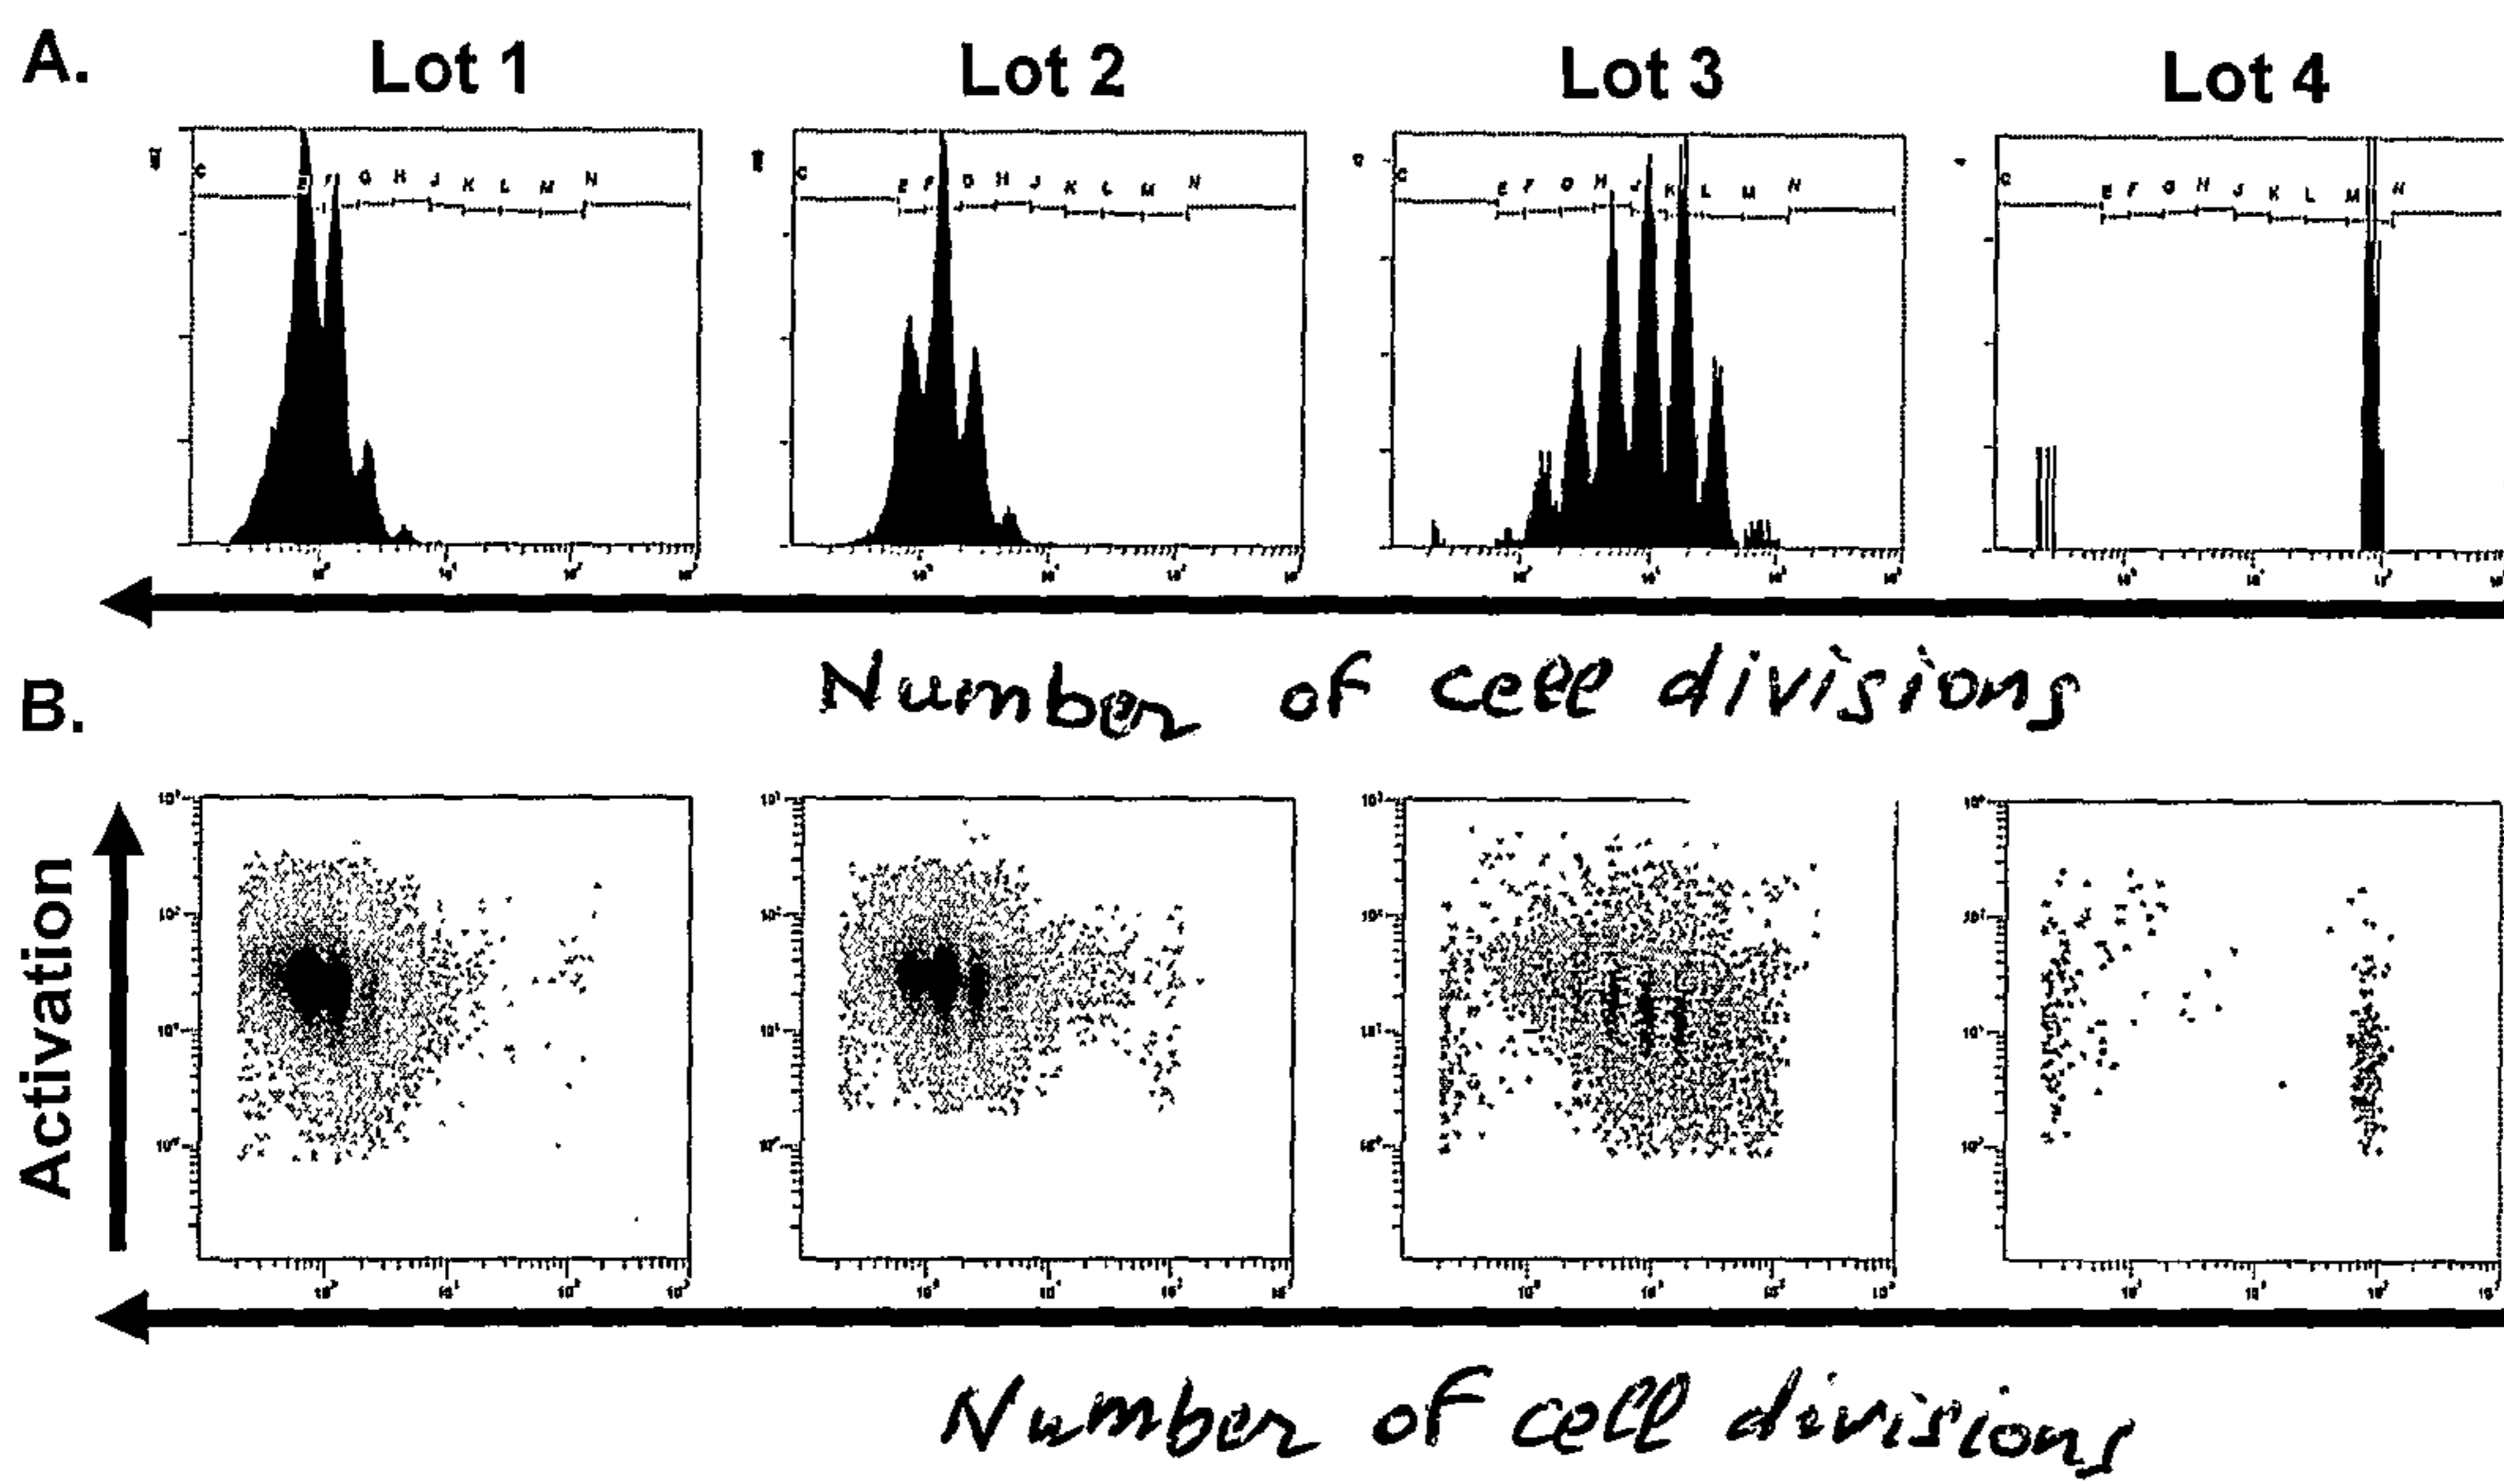 A.
Lot 1 Lot 2 Lot 3 Lot 4
C E F G H J K L M N
C E F G H J K L M N
C E F G H J K L M N
C E F G H J K L M N
Number of cell divisions
B.
Activation
Number of cell divisions